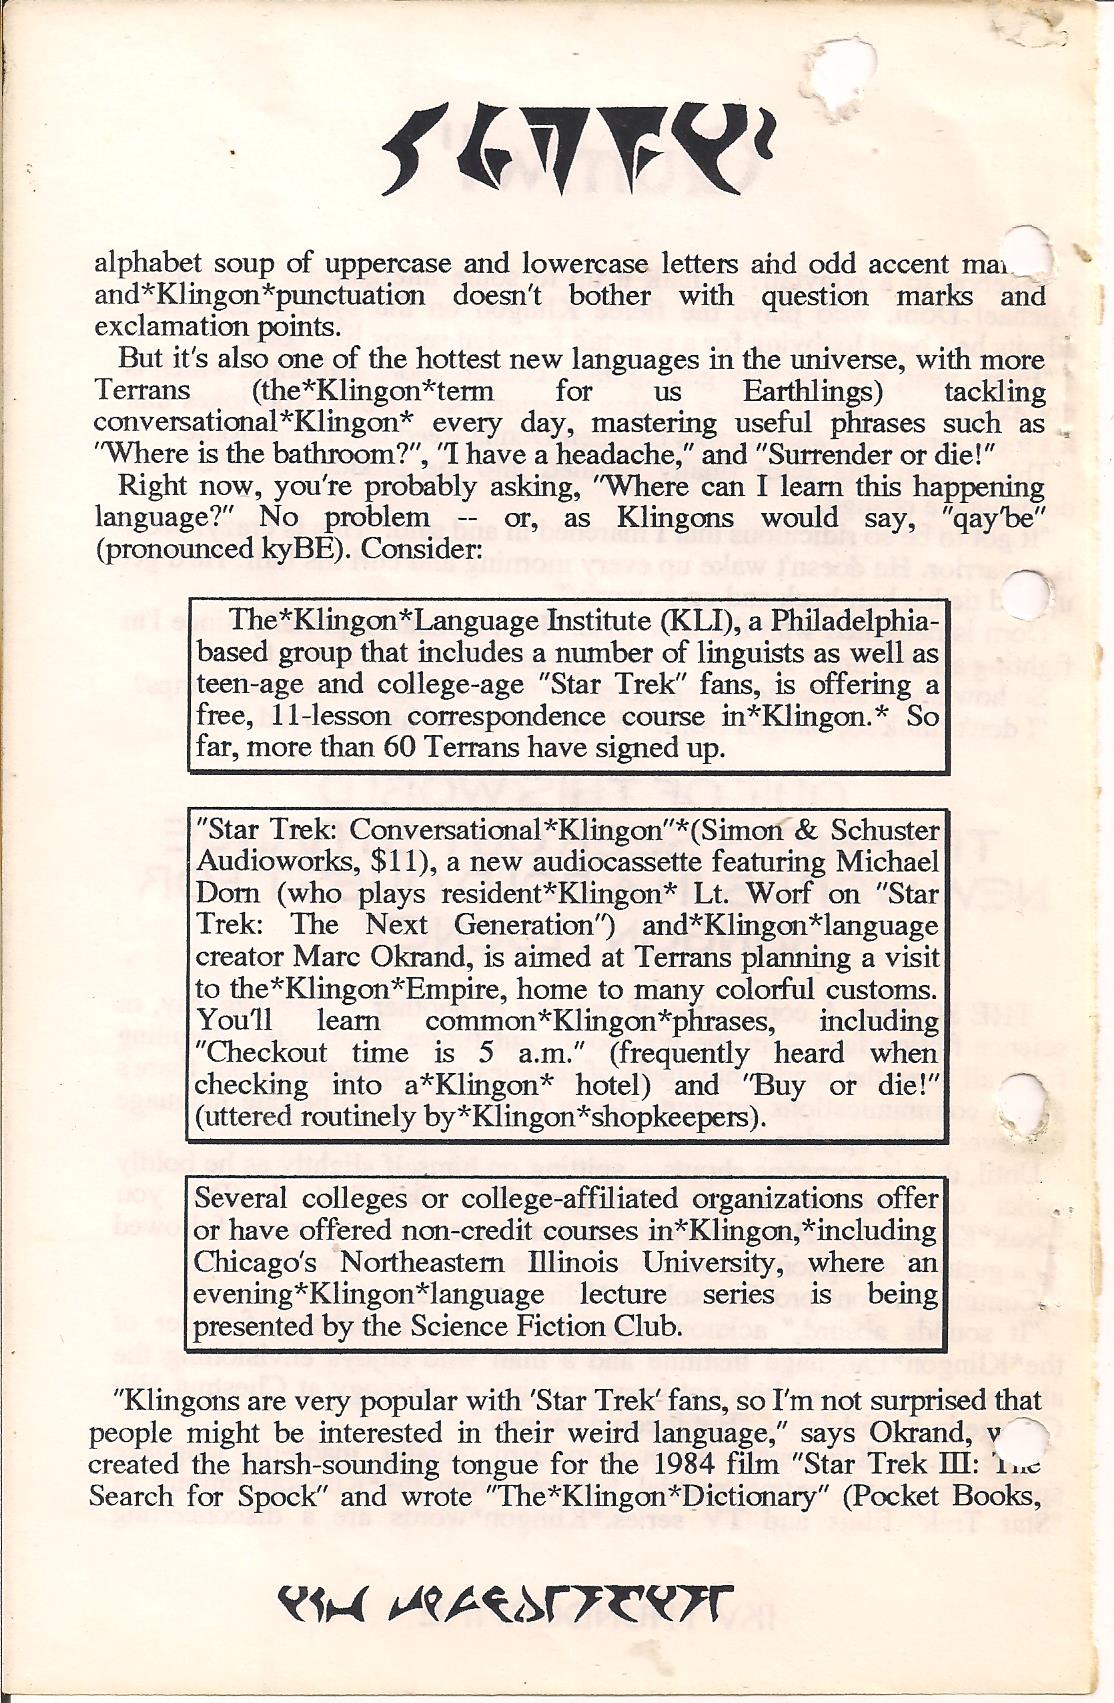 alphabet soup of uppercase and lowercase letters and odd accent
and*Klingon*punctuation doesn't bother with question marks and
exclamation points.
But it's also one of the hottest new languages in the universe, with more
Terrans (the*Klingon*term for us Earthlings) tackling
conversational*Klingon* every day, mastering useful phrases such as
"Where is the bathroom?", "I have a headache," and "Surrender or die!"
Right now, you're probably asking, "Where can I learn this happening
language?" No problem -- or, as Klingons would say, "qay'be"
(pronounced kyBE). Consider:
The*Klingon*Language Institute (KLI), a Philadelphia-
based group that includes a number of linguists as well as
teen-age and college-age "Star Trek" fans, is offering a
free, 11-lesson correspondence course in*Klingon.* So
far, more than 60 Terrans have signed up.
"Star Trek: Conversational*Klingon"*(Simon & Schuster
Audioworks, $11), a new audiocassette featuring Michael
Dorn (who plays resident*Klingon* Lt. Worf on "Star
Trek: The Next Generation") and*Klingon*language
creator Marc Okrand, is aimed at Terrans planning a visit
to the*Klingon*Empire, home to many colorful customs.
You'll learn common*Klingon*phrases, including
"Checkout time is 5 a.m." (frequently heard when
checking into a*Klingon* hotel) and "Buy or die!"
(uttered routinely by*Klingon*shopkeepers).
Several colleges or college-affiliated organizations offer
or have offered non-credit courses in*Klingon,*including
Chicago's Northeastern Illinois University, where an
evening*Klingon*language lecture series is being
presented by the Science Fiction Club.
"Klingons are very popular with 'Star Trek' fans, so I'm not surprised that
people might be interested in their weird language," says Okrand,
created the harsh-sounding tongue for the 1984 film "Star Trek III: The
Search for Spock" and wrote "The*Klingon*Dictionary" (Pocket Books,